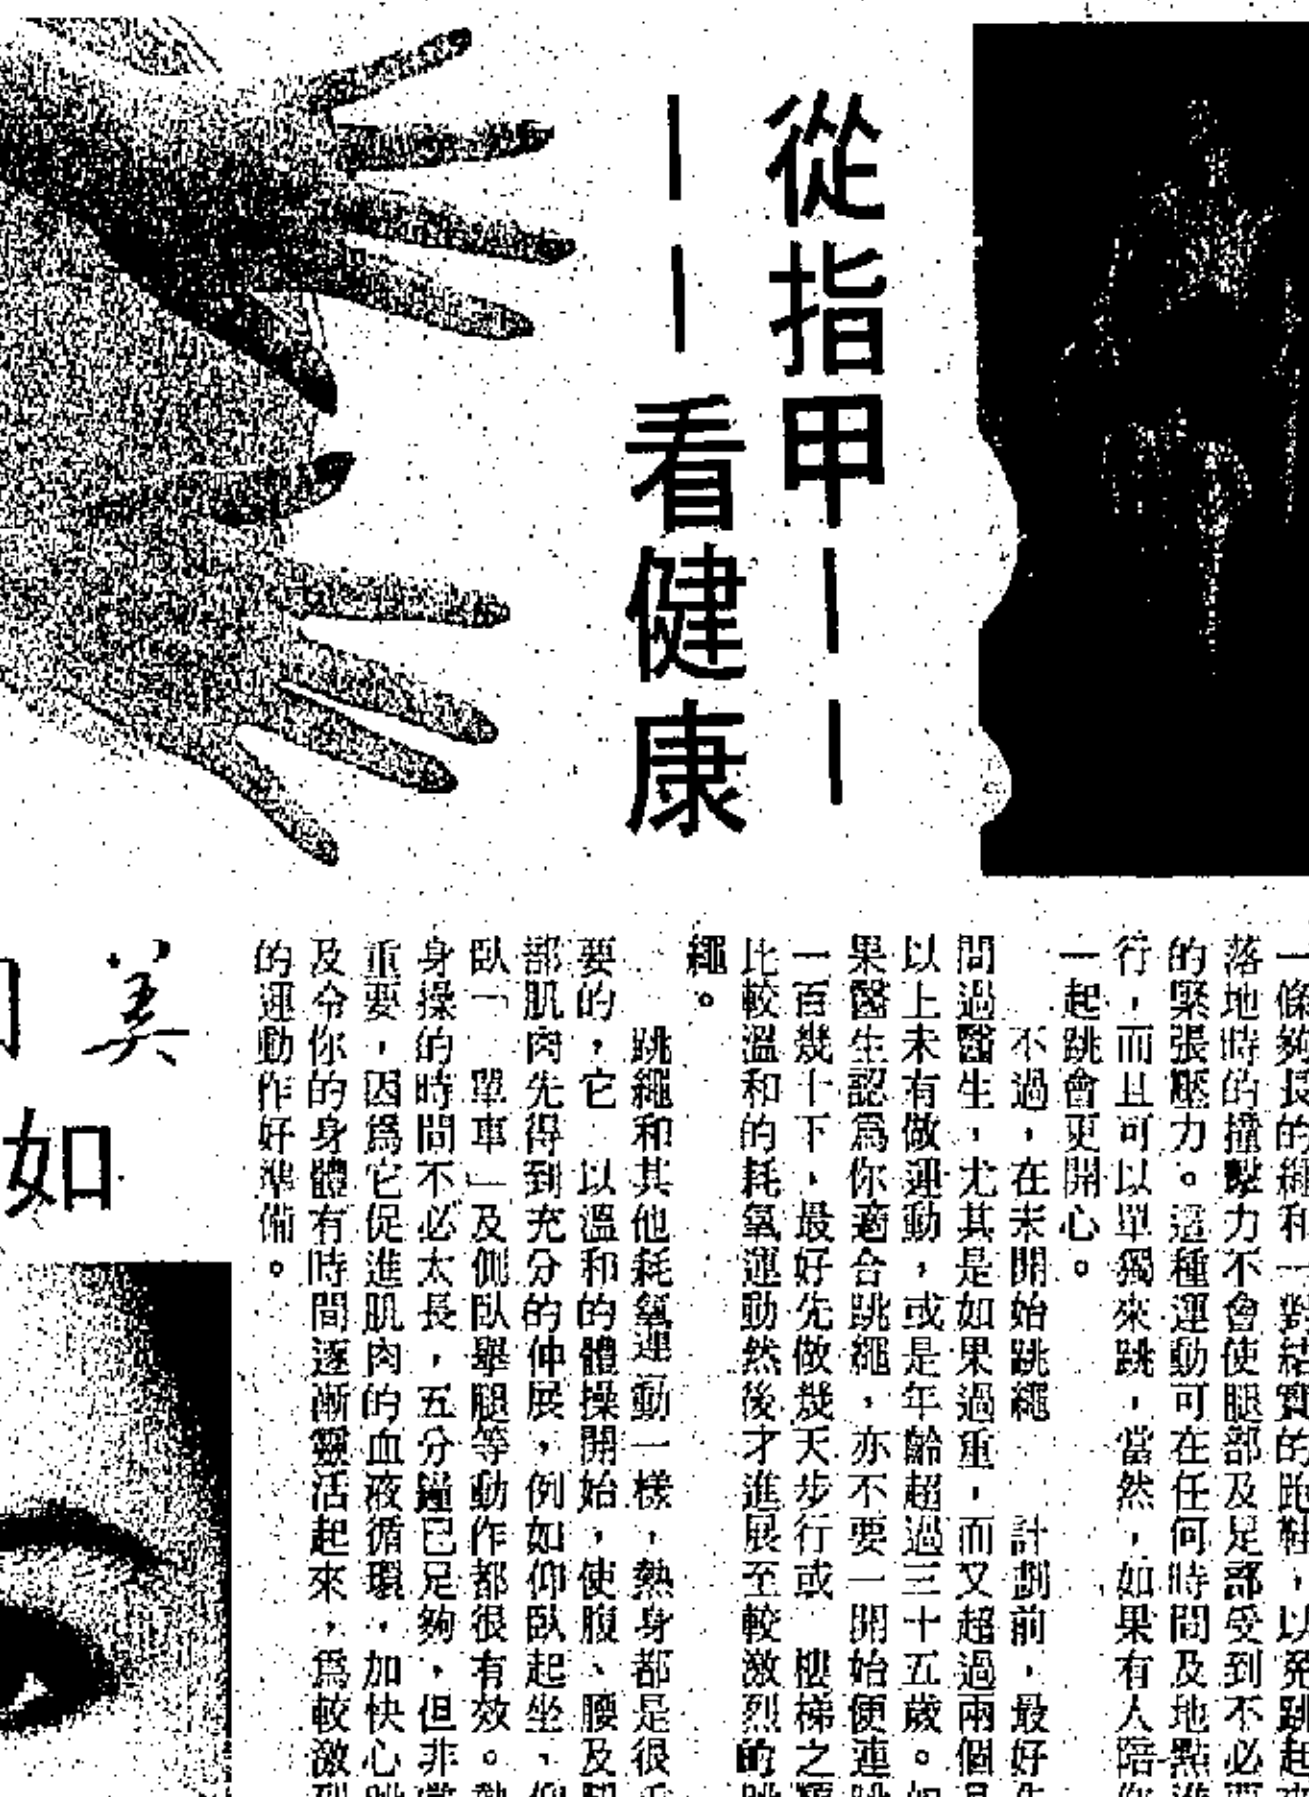 從指甲——
——看健康
一條夠長的繩和一對結實的跑鞋，以免跳起來
落地時的撞擊力不會使腿部及足部受到不必要
的緊張壓力。這種運動可在任何時間及地點進
行，而且可以單獨來跳，當然，如果有人陪你
一起跳會更開心。
不過，在未開始跳繩 計劃前，最好先
問過醫生，尤其是如果過重，而又超過兩個月
以上未有做運動，或是年齡超過三十五歲。如
果醫生認為你適合跳繩，亦不要一開始便連跳
一百幾十下，最好先做幾天步行或 樓梯之類
比較溫和的耗氧運動然後才進展至較激烈的跳
繩。
跳繩和其他耗氧運動一樣，熱身都是很重
要的，它 以溫和的體操開始，使腹、腰及腳
部肌肉先得到充分的伸展，例如仰臥起坐、仰
臥「 單車」及側臥舉腿等動作都很有效。熱
身操的時間不必太長，五分鐘已足夠，但非常
重要，因為它促進肌肉的血液循環，加快心跳
及令你的身體有時間逐漸靈活起來，為較激烈
的運動作好準備。
美
如